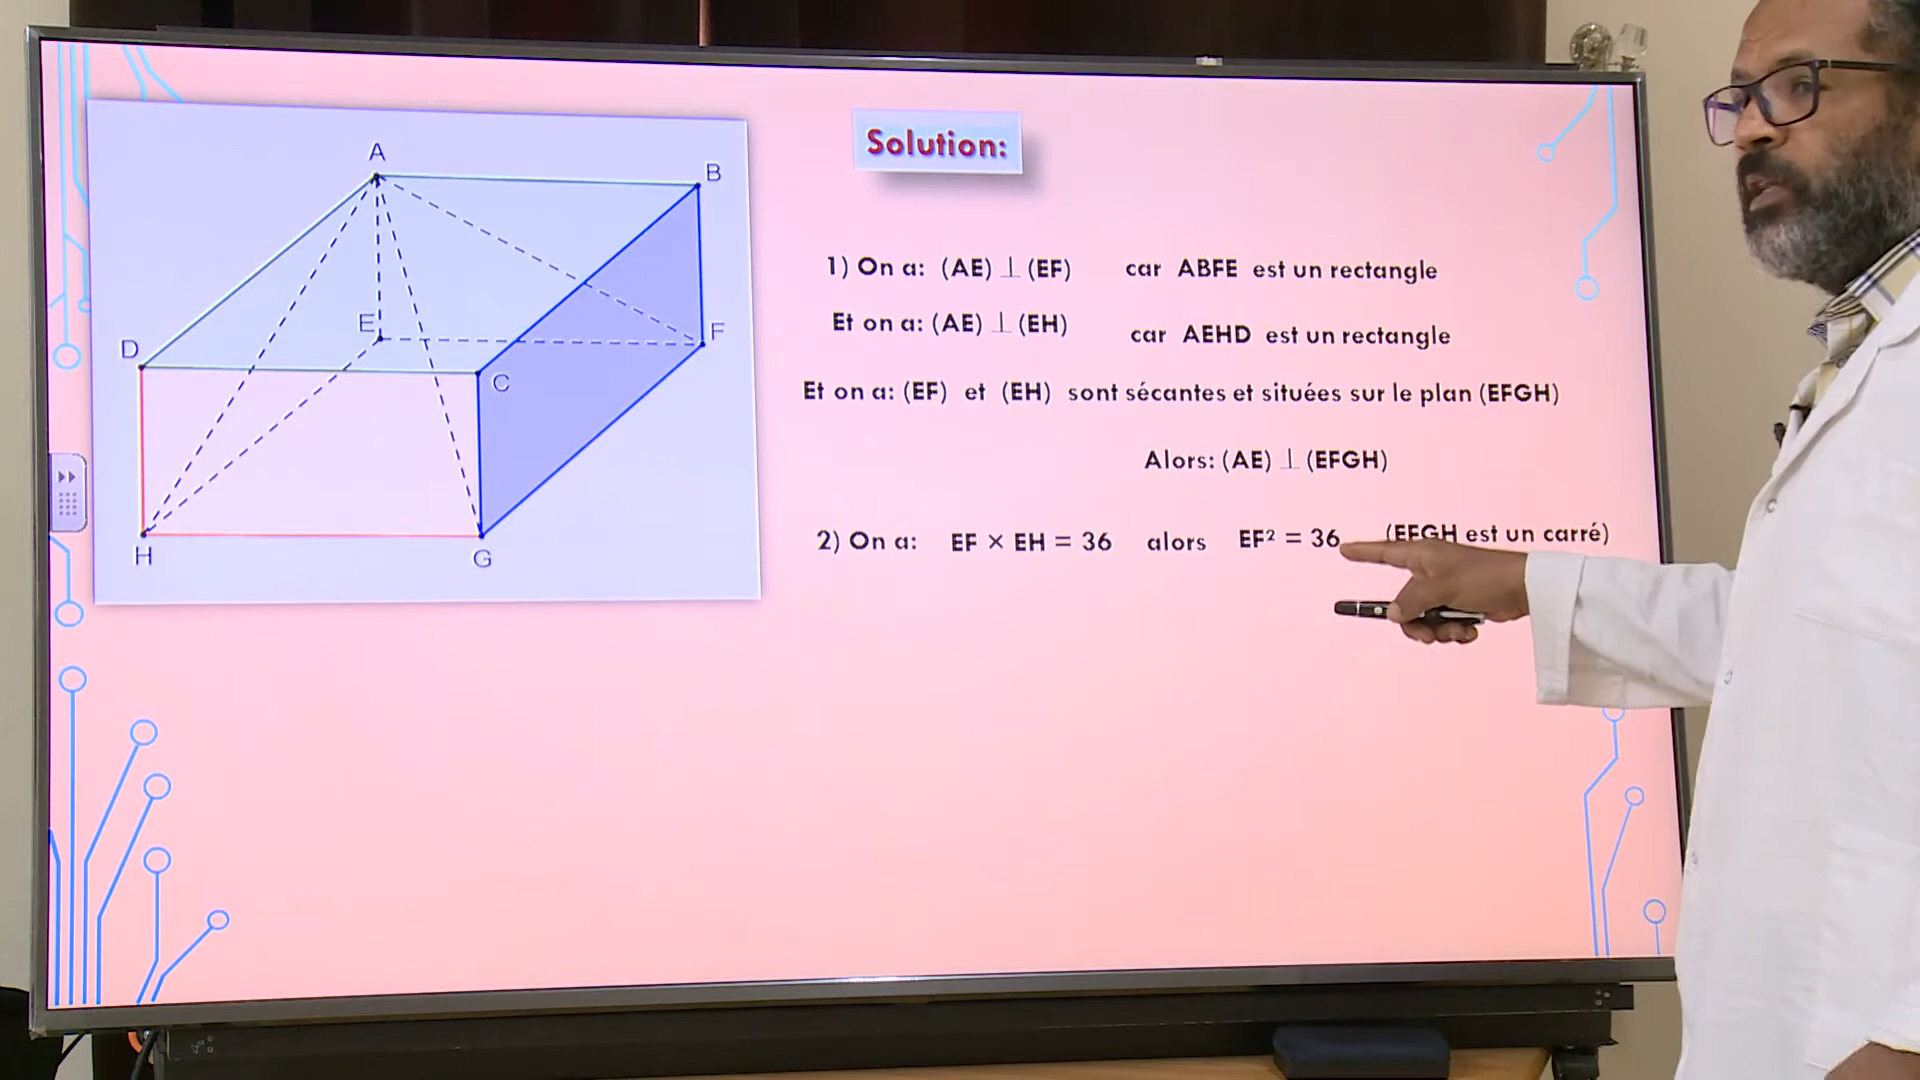 Solution:
A
B
E
F
D
C
H
G
1) On a: (AE) ⊥ (EF) car ABFE est un rectangle
Et on a: (AE) ⊥ (EH) car AEHD est un rectangle
Et on a: (EF) et (EH) sont sécantes et situées sur le plan (EFGH)
Alors: (AE) ⊥ (EFGH)
2) On a: EF × EH = 36 alors EF² = 36 (EFGH est un carré)